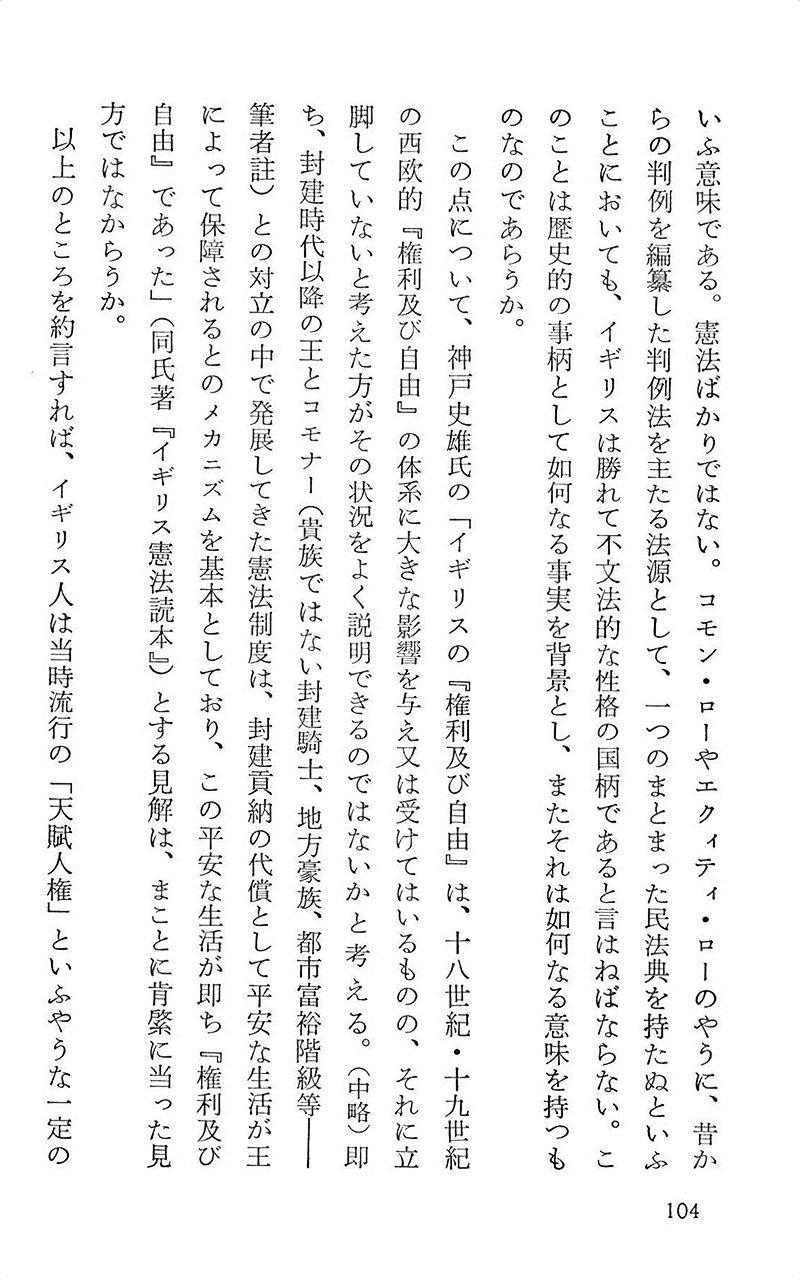 いふ意味である。憲法ばかりではない。コモン・ローやエクィティ・ローのやうに、昔か
らの判例を編纂した判例法を主たる法源として、一つのまとまった民法典を持たぬといふ
ことにおいても、イギリスは勝れて不文法的な性格の国柄であると言はねばならない。こ
のことは歴史的の事柄として如何なる事実を背景とし、またそれは如何なる意味を持つも
のなのであらうか。
この点について、神戸史雄氏の「イギリスの『権利及び自由』は、十八世紀・十九世紀
の西欧的『権利及び自由』の体系に大きな影響を与え又は受けてはいるものの、それに立
脚していないと考えた方がその状況をよく説明できるのではないかと考える。（中略）即
ち、封建時代以降の王とコモナー（貴族ではない封建騎士、地方豪族、都市富裕階級等――
筆者註）との対立の中で発展してきた憲法制度は、封建貢納の代償として平安な生活が王
によって保障されるとのメカニズムを基本としており、この平安な生活が即ち『権利及び
自由』であった」（同氏著『イギリス憲法読本』）とする見解は、まことに肯綮に当った見
方ではなからうか。
以上のところを約言すれば、イギリス人は当時流行の「天賦人権」といふやうな一定の
104